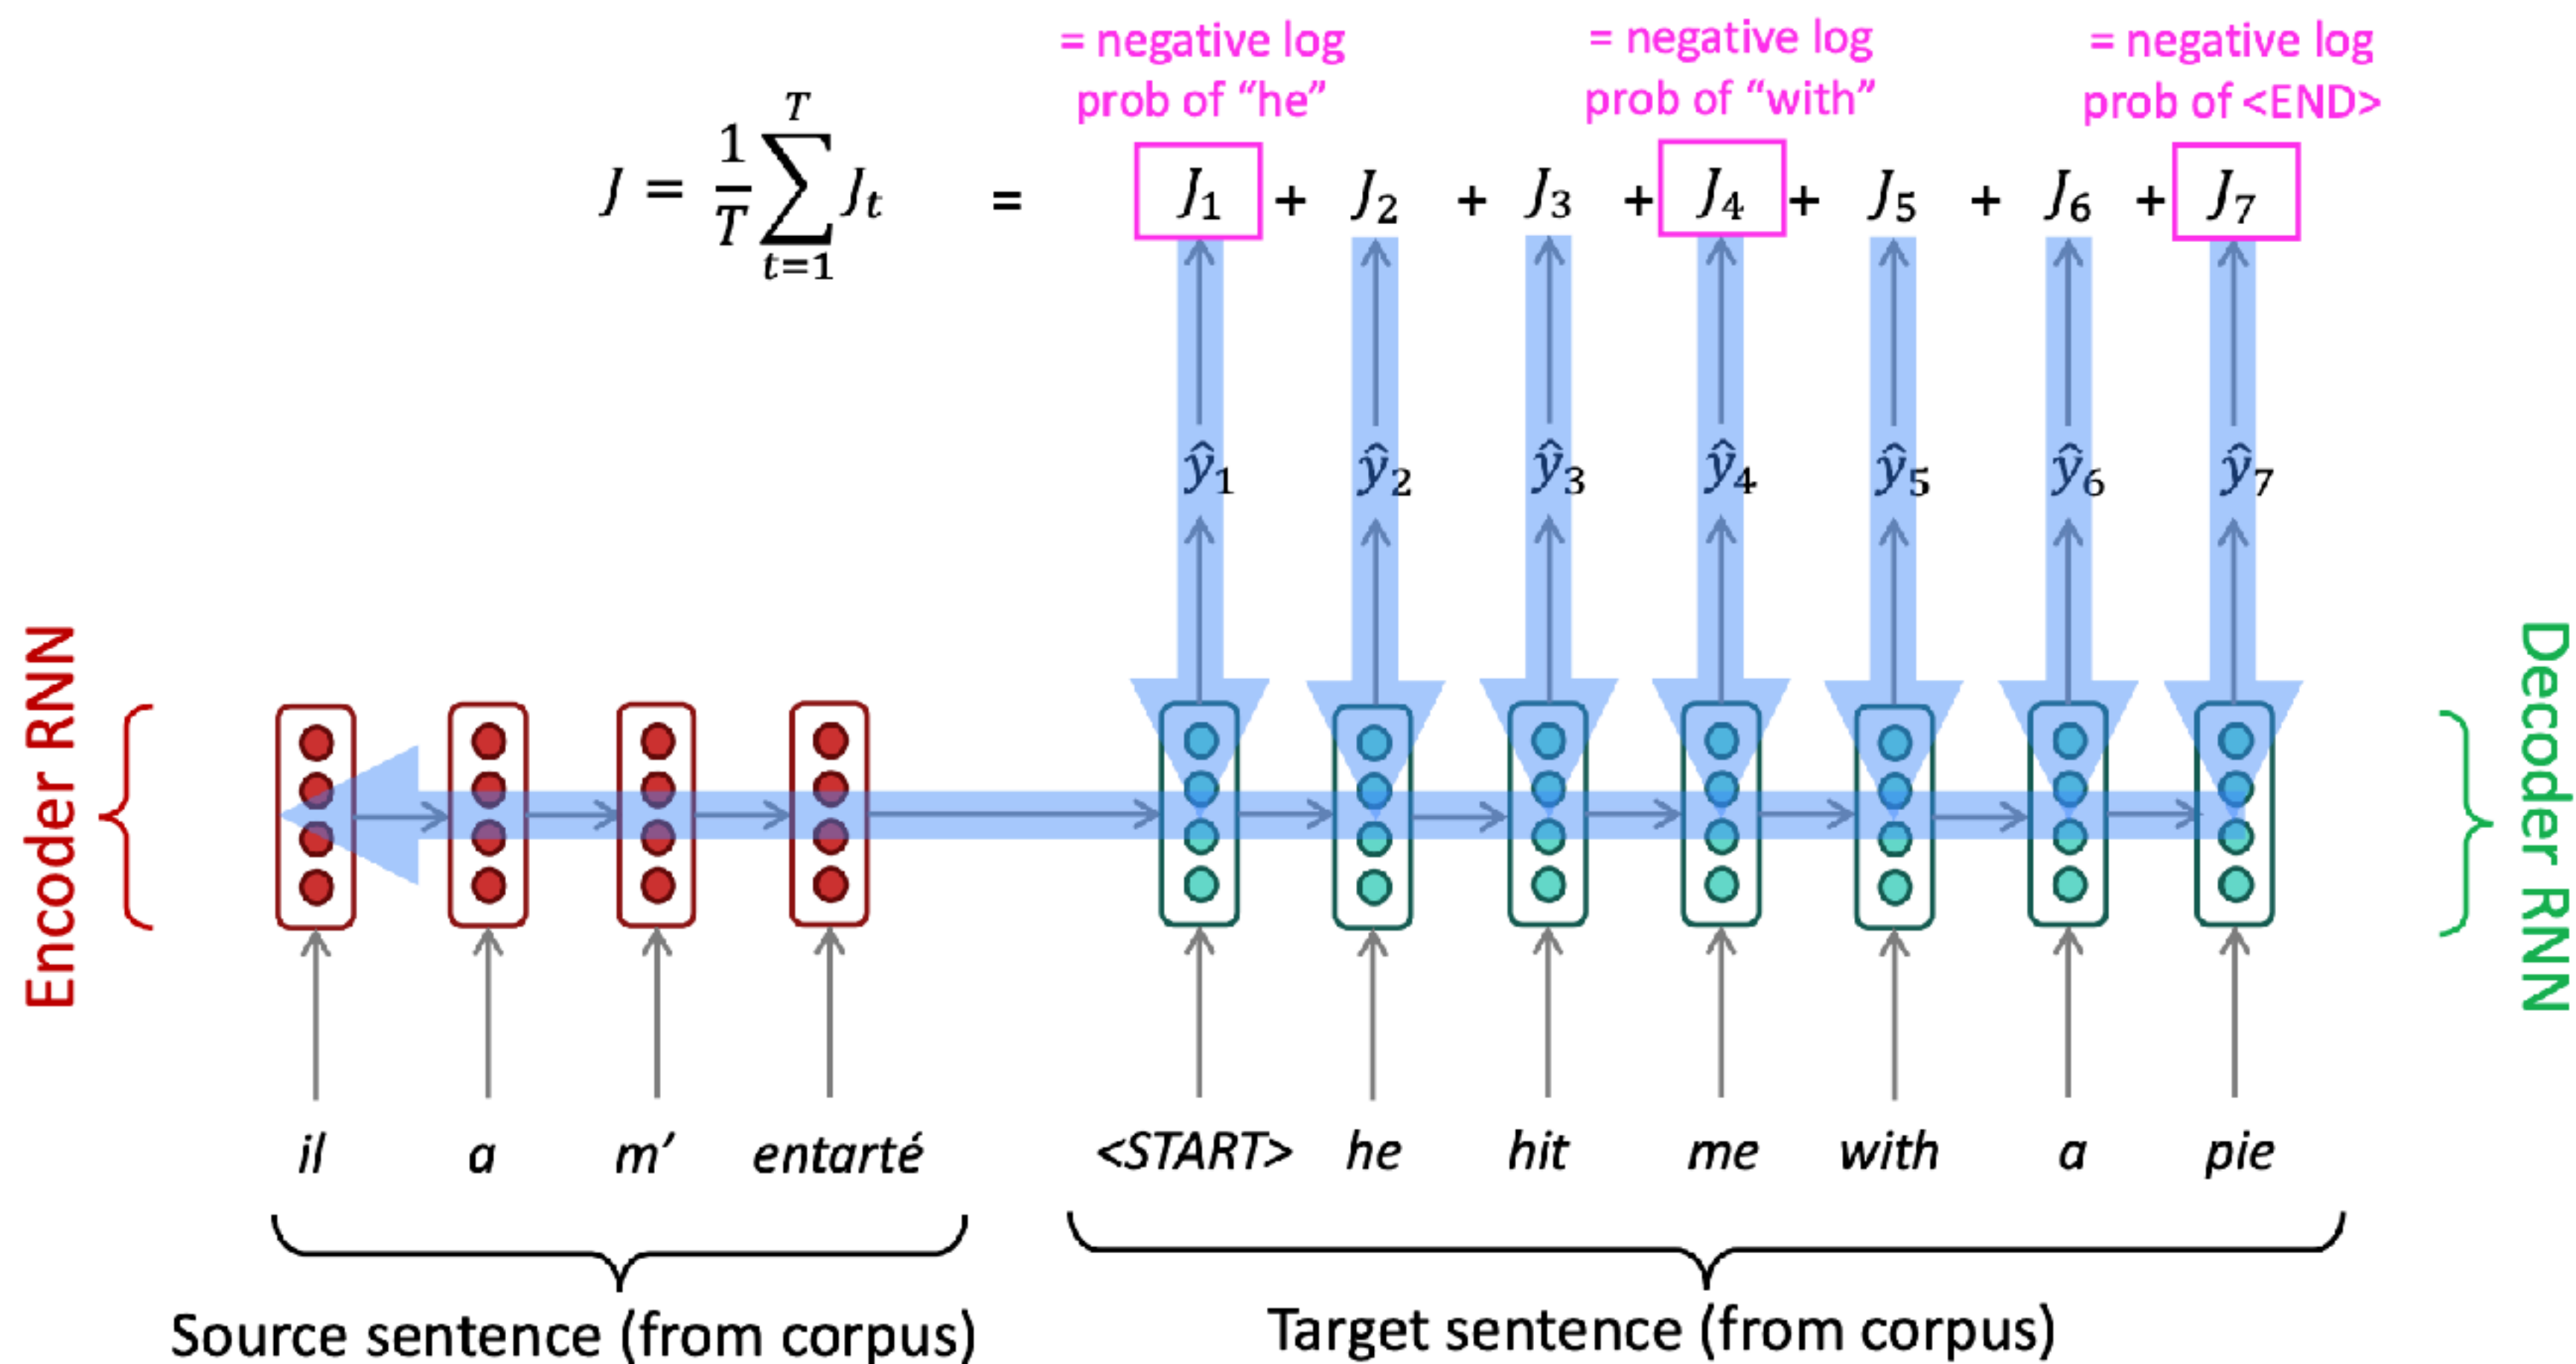 = negative log
prob of “he”
= negative log
prob of “with”
= negative log
prob of <END>
J = \frac{1}{T} \sum_{t=1}^{T} J_t = J_1 + J_2 + J_3 + J_4 + J_5 + J_6 + J_7
ŷ_1 ŷ_2 ŷ_3 ŷ_4 ŷ_5 ŷ_6 ŷ_7
Encoder RNN
Decoder RNN
il a m’ entarté <START> he hit me with a pie
Source sentence (from corpus)
Target sentence (from corpus)